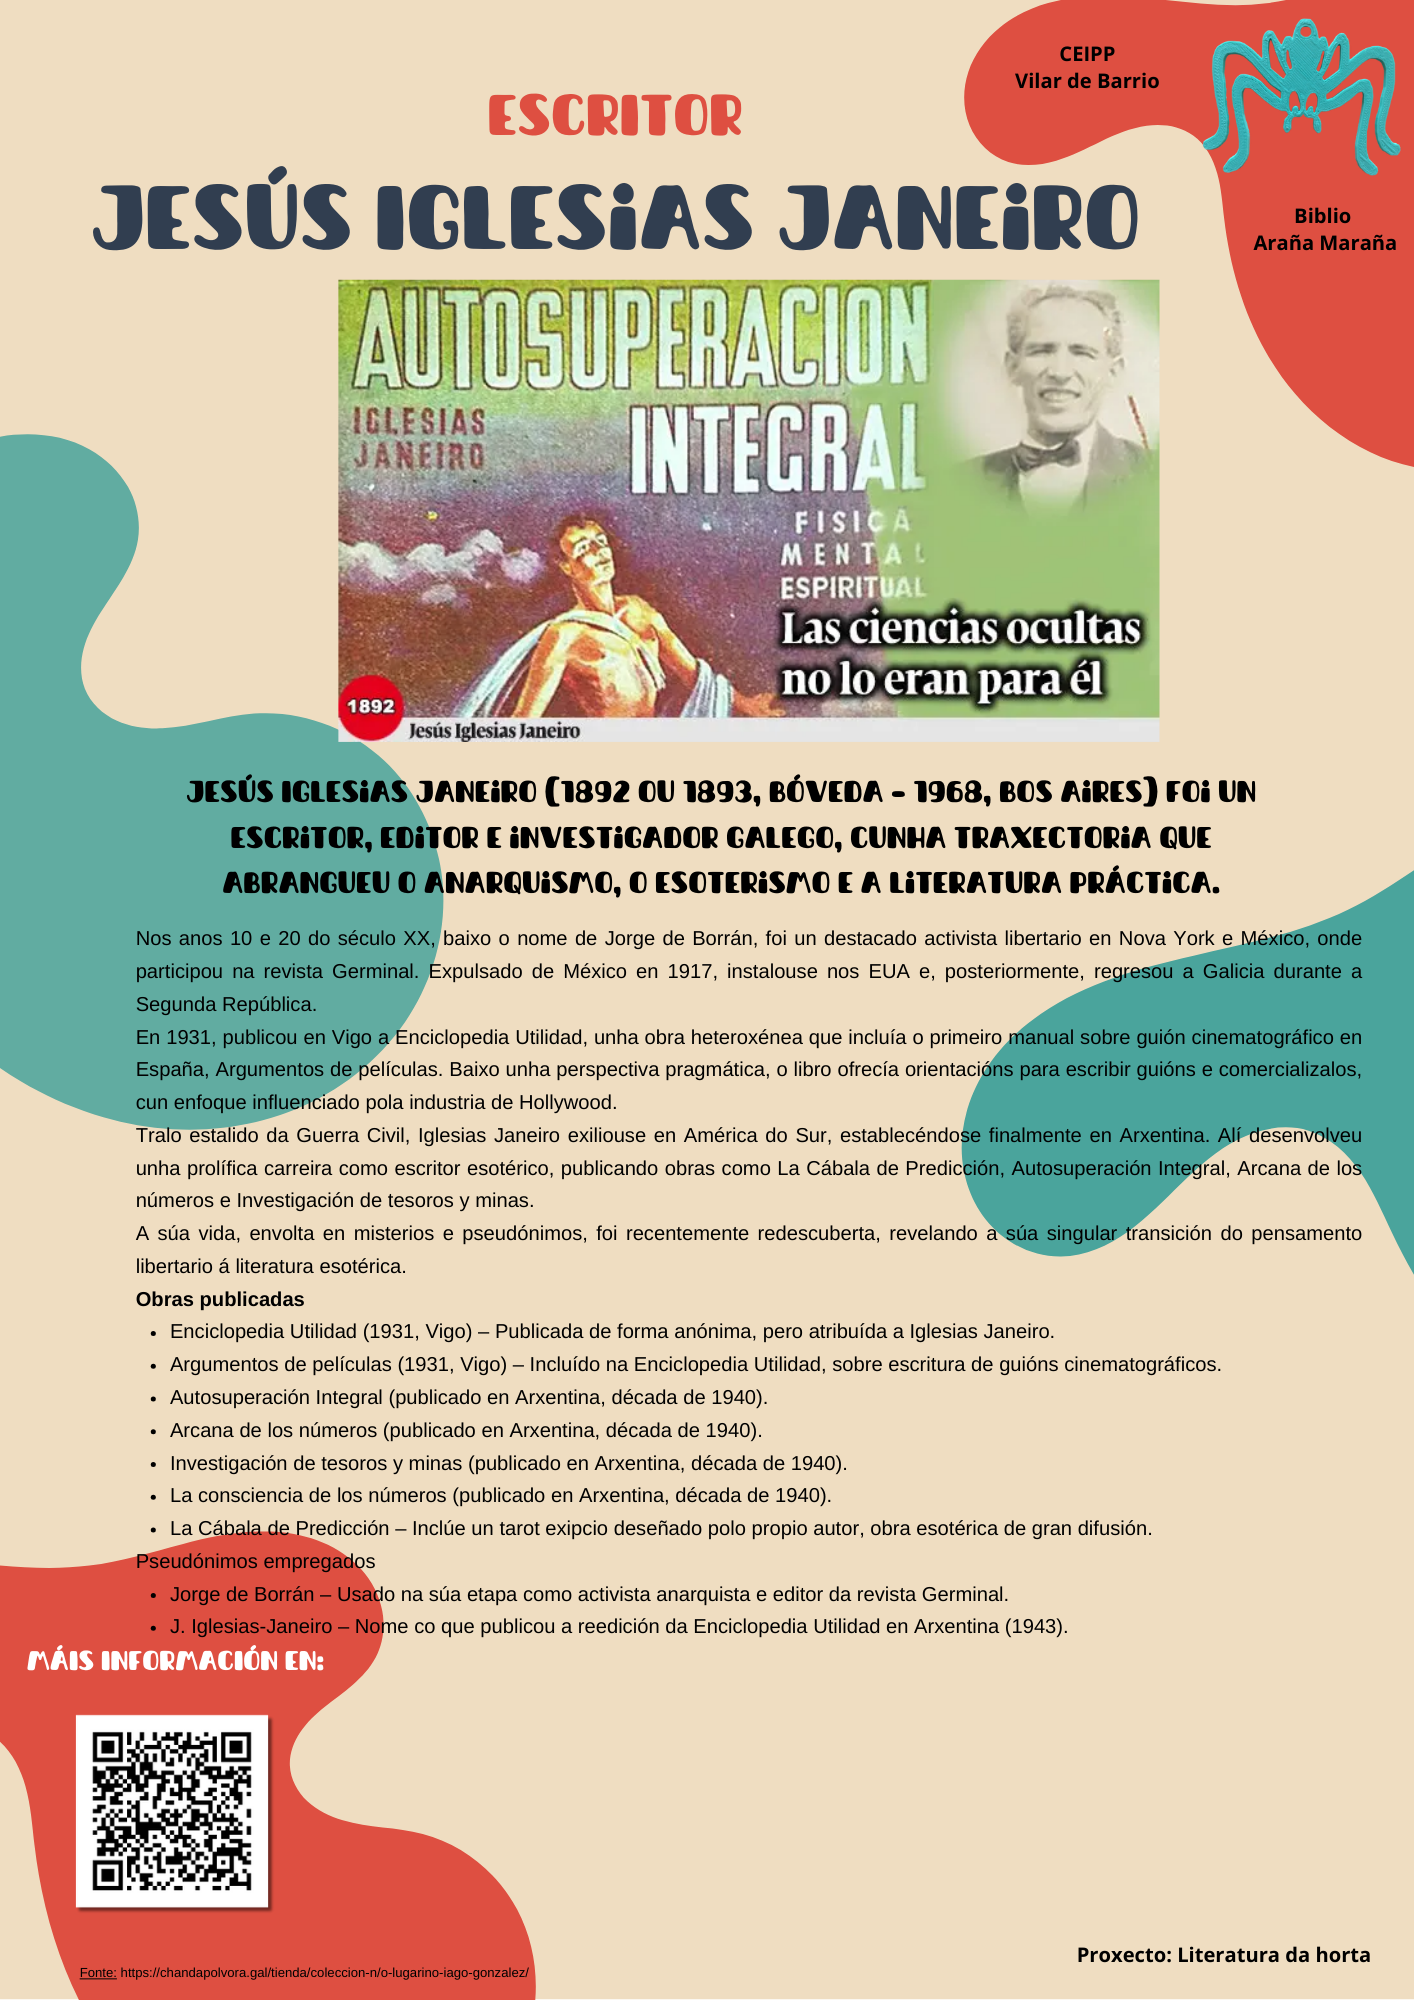 CEIPP
Vilar de Barrio
ESCRITOR
JESÚS IGLESIAS JANEIRO
Biblio
Araña Maraña
AUTOSUPERACION
IGLESIAS
JANEIRO
INTEGRAL
FISICA
MENTAL
ESPIRITUAL
Las ciencias ocultas
no lo eran para él
1892
Jesús Iglesias Janeiro
JESÚS IGLESIAS JANEIRO (1892 OU 1893, BÓVEDA - 1968, BOS AIRES) FOI UN
ESCRITOR, EDITOR E INVESTIGADOR GALEGO, CUNHA TRAXECTORIA QUE
ABRANGUEU O ANARQUISMO, O ESOTERISMO E A LITERATURA PRÁCTICA.
Nos anos 10 e 20 do século XX, baixo o nome de Jorge de Borrán, foi un destacado activista libertario en Nova York e México, onde
participou na revista Germinal. Expulsado de México en 1917, instalouse nos EUA e, posteriormente, regresou a Galicia durante a
Segunda República.
En 1931, publicou en Vigo a Enciclopedia Utilidad, unha obra heteroxénea que incluía o primeiro manual sobre guión cinematográfico en
España, Argumentos de películas. Baixo unha perspectiva pragmática, o libro ofrecía orientacións para escribir guións e comercializalos,
cun enfoque influenciado pola industria de Hollywood.
Tralo estalido da Guerra Civil, Iglesias Janeiro exiliouse en América do Sur, establecéndose finalmente en Arxentina. Alí desenvolveu
unha prolífica carreira como escritor esotérico, publicando obras como La Cábala de Predicción, Autosuperación Integral, Arcana de los
números e Investigación de tesoros y minas.
A súa vida, envolta en misterios e pseudónimos, foi recentemente redescuberta, revelando a súa singular transición do pensamento
libertario á literatura esotérica.
Obras publicadas
• Enciclopedia Utilidad (1931, Vigo) – Publicada de forma anónima, pero atribuída a Iglesias Janeiro.
• Argumentos de películas (1931, Vigo) – Incluído na Enciclopedia Utilidad, sobre escritura de guións cinematográficos.
• Autosuperación Integral (publicado en Arxentina, década de 1940).
• Arcana de los números (publicado en Arxentina, década de 1940).
• Investigación de tesoros y minas (publicado en Arxentina, década de 1940).
• La consciencia de los números (publicado en Arxentina, década de 1940).
• La Cábala de Predicción – Inclúe un tarot exipcio deseñado polo propio autor, obra esotérica de gran difusión.
Pseudónimos empregados
• Jorge de Borrán – Usado na súa etapa como activista anarquista e editor da revista Germinal.
• J. Iglesias-Janeiro – Nome co que publicou a reedición da Enciclopedia Utilidad en Arxentina (1943).
MÁIS INFORMACIÓN EN:
Proxecto: Literatura da horta
Fonte: https://chandapolvora.gal/tienda/coleccion-n/o-lugarino-iago-gonzalez/